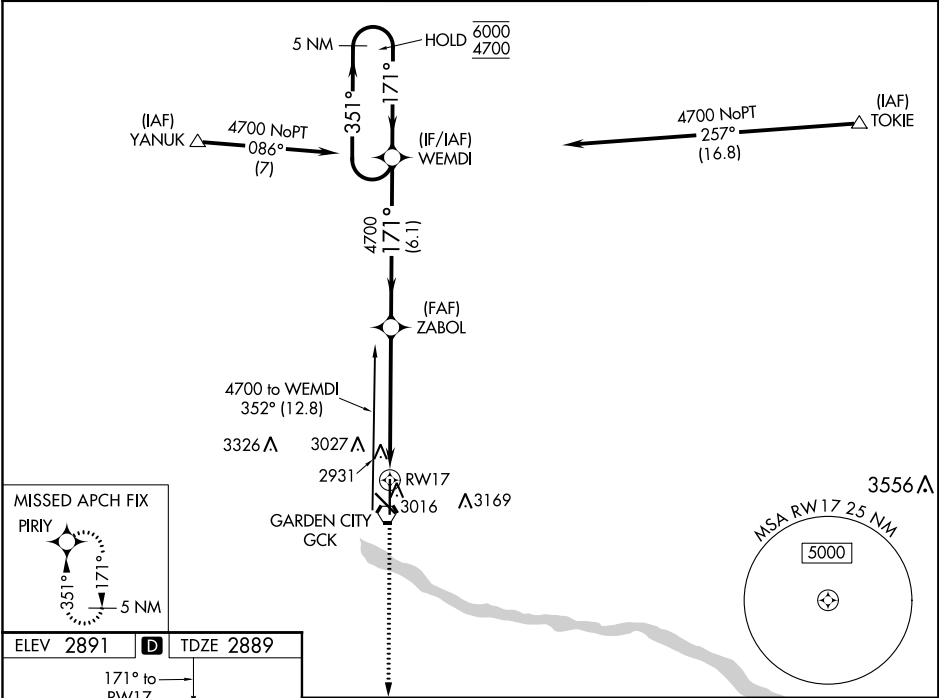 5 NM
HOLD 6000
4700
351°
171°
(IAF)
YANUK
4700 NoPT
086°
(7)
(IF/IAF)
WEMDI
4700 NoPT
257°
(16.8)
(IAF)
TOKIE
4700
171°
(6.1)
(FAF)
ZABOL
4700 to WEMDI
352° (12.8)
3326
3027
2931
RW17
3016
3169
3556
GARDEN CITY
GCK
MISSED APCH FIX
PIRIY
351°
171°
5 NM
MSA RW17 25 NM
5000
ELEV 2891 D TDZE 2889
171° to
RW17